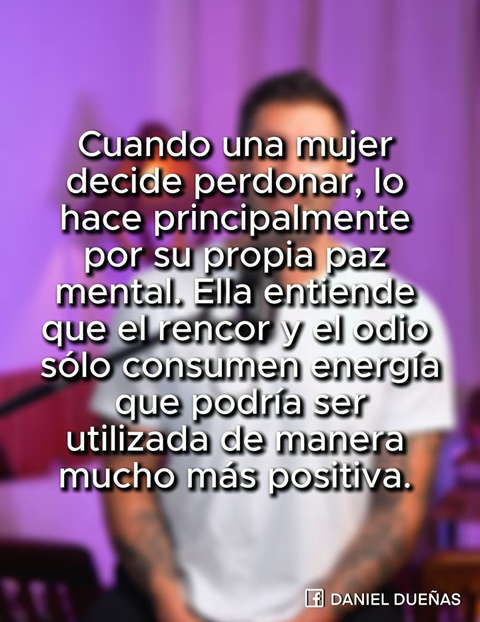 Cuando una mujer
decide perdonar, lo
hace principalmente
por su propia paz
mental. Ella entiende
que el rencor y el odio
sólo consumen energía
que podría ser
utilizada de manera
mucho más positiva.
DANIEL DUEÑAS